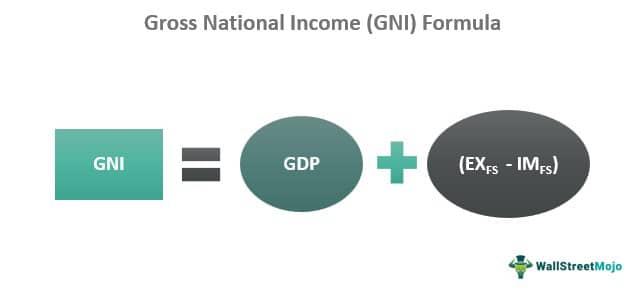 Gross National Income (GNI) Formula
GNI = GDP + (EXFS - IMFS)
WallStreetMojo